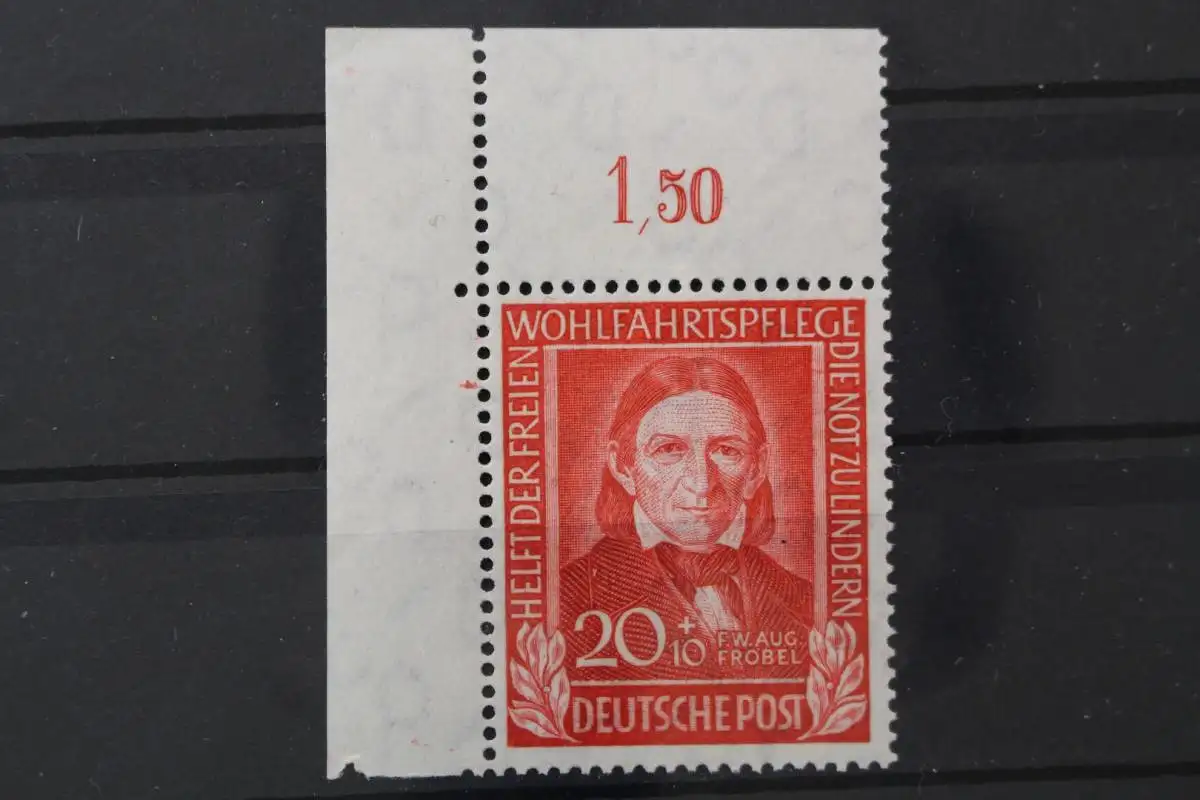 1,50
WOHLFAHRTSPFLEGE
HELFT DER FREIEN
DIE NOT ZU LINDERN
20 + 10
F.W. AUG.
FRÖBEL
DEUTSCHE POST